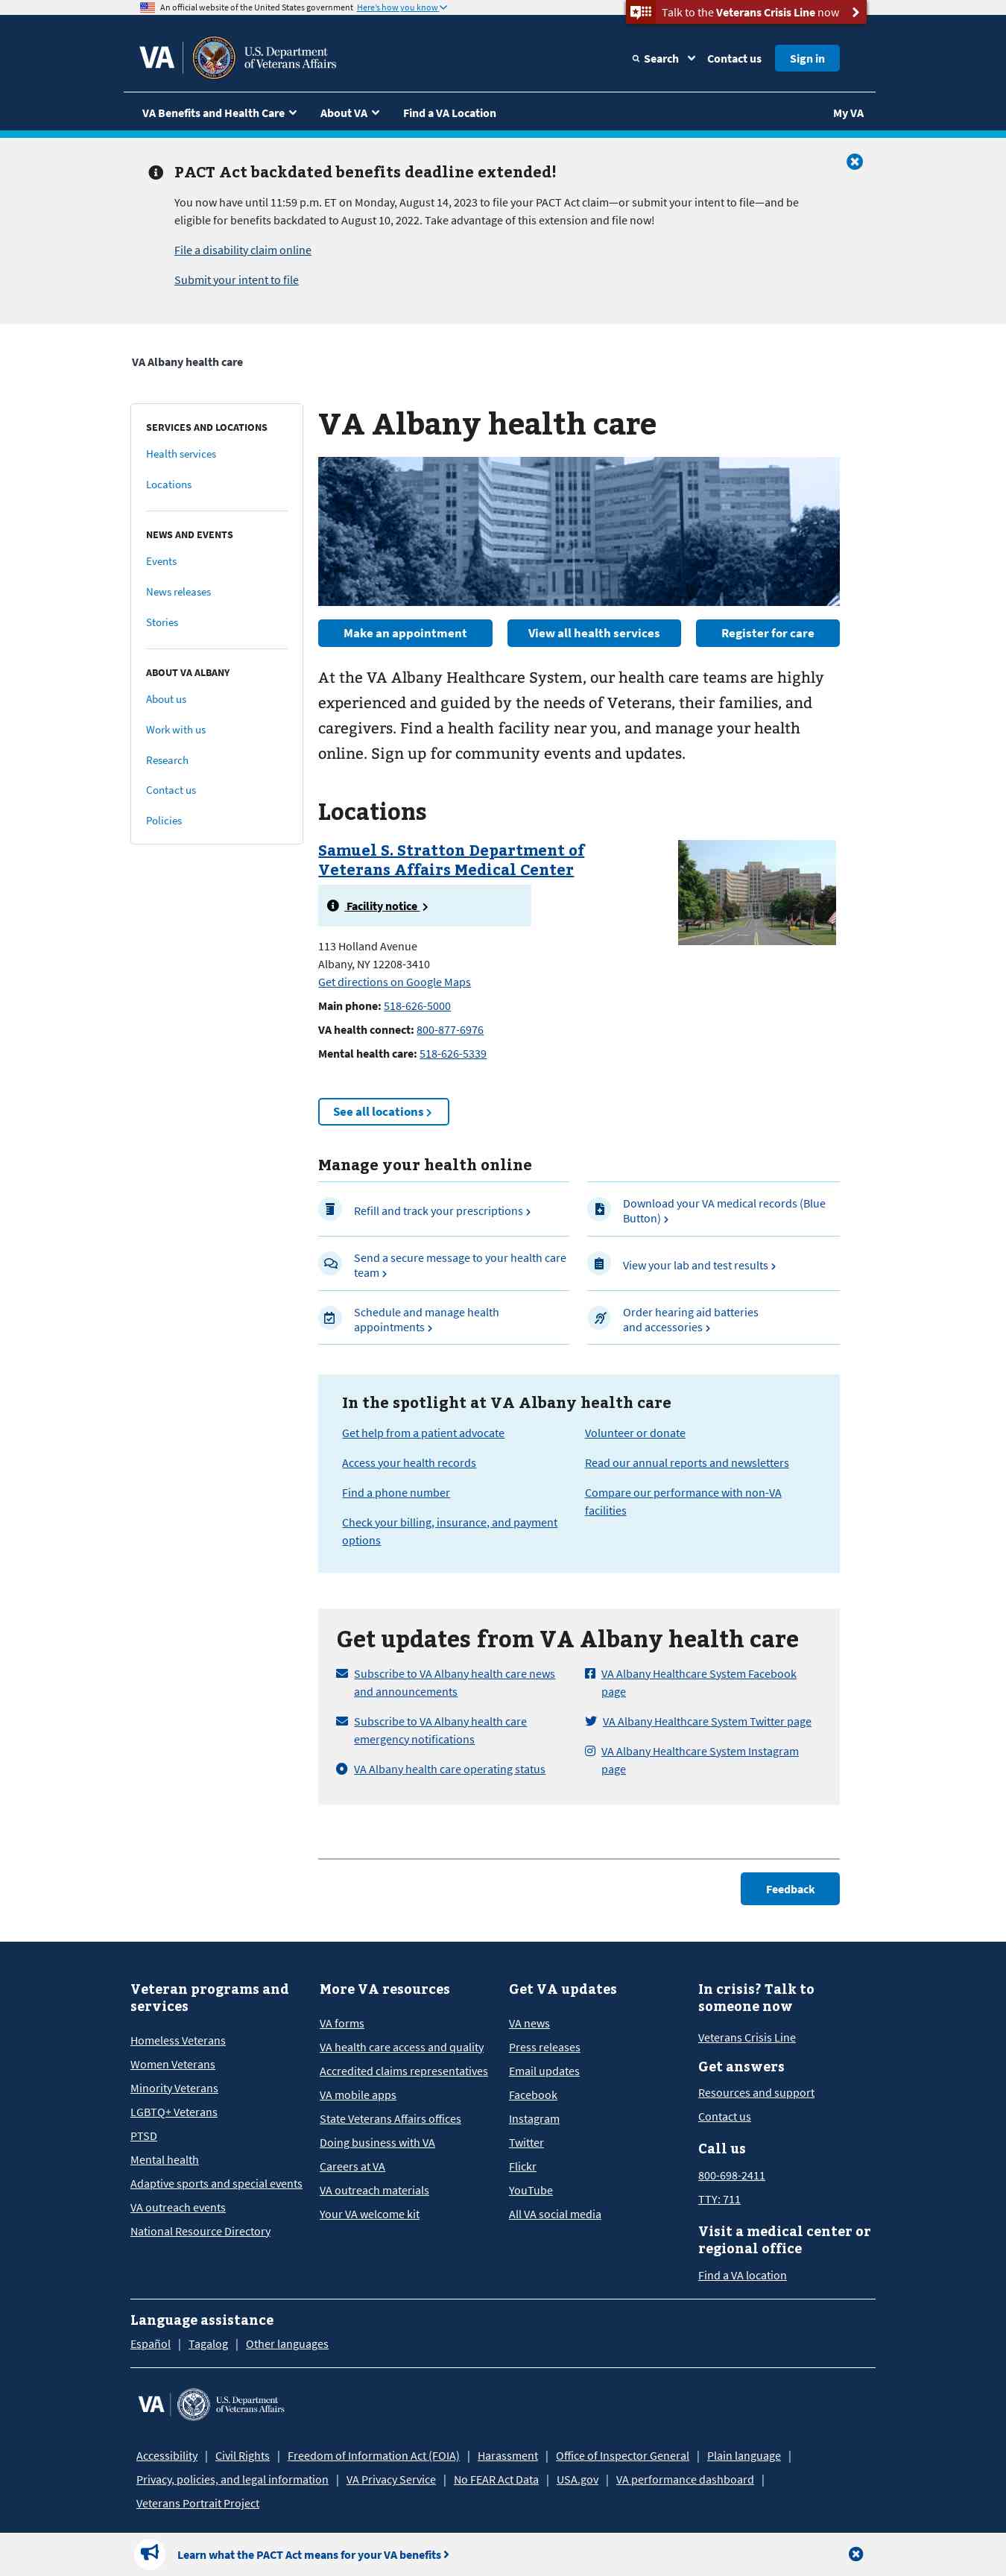 An official website of the United States government Here's how you know
Talk to the Veterans Crisis Line now
VA
U.S. Department
of Veterans Affairs
Search
Contact us
Sign in
VA Benefits and Health Care
About VA
Find a VA Location
My VA
PACT Act backdated benefits deadline extended!
You now have until 11:59 p.m. ET on Monday, August 14, 2023 to file your PACT Act claim—or submit your intent to file—and be
eligible for benefits backdated to August 10, 2022. Take advantage of this extension and file now!
File a disability claim online
Submit your intent to file
VA Albany health care
SERVICES AND LOCATIONS
Health services
Locations
NEWS AND EVENTS
Events
News releases
Stories
ABOUT VA ALBANY
About us
Work with us
Research
Contact us
Policies
VA Albany health care
Make an appointment
View all health services
Register for care
At the VA Albany Healthcare System, our health care teams are highly
experienced and guided by the needs of Veterans, their families, and
caregivers. Find a health facility near you, and manage your health
online. Sign up for community events and updates.
Locations
Samuel S. Stratton Department of
Veterans Affairs Medical Center
Facility notice
113 Holland Avenue
Albany, NY 12208-3410
Get directions on Google Maps
Main phone: 518-626-5000
VA health connect: 800-877-6976
Mental health care: 518-626-5339
See all locations
Manage your health online
Refill and track your prescriptions
Download your VA medical records (Blue
Button)
Send a secure message to your health care
team
View your lab and test results
Schedule and manage health
appointments
Order hearing aid batteries
and accessories
In the spotlight at VA Albany health care
Get help from a patient advocate
Access your health records
Find a phone number
Check your billing, insurance, and payment
options
Volunteer or donate
Read our annual reports and newsletters
Compare our performance with non-VA
facilities
Get updates from VA Albany health care
Subscribe to VA Albany health care news
and announcements
Subscribe to VA Albany health care
emergency notifications
VA Albany health care operating status
VA Albany Healthcare System Facebook
page
VA Albany Healthcare System Twitter page
VA Albany Healthcare System Instagram
page
Feedback
Veteran programs and
services
Homeless Veterans
Women Veterans
Minority Veterans
LGBTQ+ Veterans
PTSD
Mental health
Adaptive sports and special events
VA outreach events
National Resource Directory
More VA resources
VA forms
VA health care access and quality
Accredited claims representatives
VA mobile apps
State Veterans Affairs offices
Doing business with VA
Careers at VA
VA outreach materials
Your VA welcome kit
Get VA updates
VA news
Press releases
Email updates
Facebook
Instagram
Twitter
Flickr
YouTube
All VA social media
In crisis? Talk to
someone now
Veterans Crisis Line
Get answers
Resources and support
Contact us
Call us
800-698-2411
TTY: 711
Visit a medical center or
regional office
Find a VA location
Language assistance
Español | Tagalog | Other languages
VA
U.S. Department
of Veterans Affairs
Accessibility | Civil Rights | Freedom of Information Act (FOIA) | Harassment | Office of Inspector General | Plain language |
Privacy, policies, and legal information | VA Privacy Service | No FEAR Act Data | USA.gov | VA performance dashboard |
Veterans Portrait Project
Learn what the PACT Act means for your VA benefits